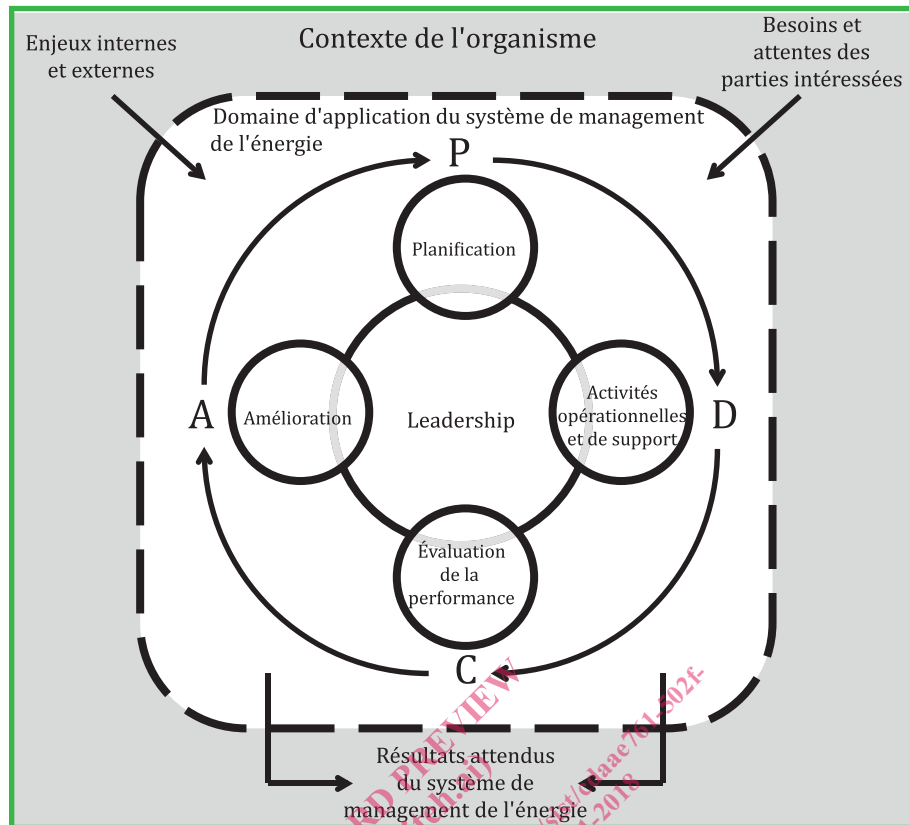 Contexte de l'organisme
Enjeux internes
et externes
Besoins et
attentes des
parties intéressées
Domaine d'application du système de management
de l'énergie
P
Planification
A
Amélioration
Leadership
Activités
opérationnelles
et de support
D
Évaluation
de la
performance
C
Résultats attendus
du système de
management de l'énergie
PREVIEW